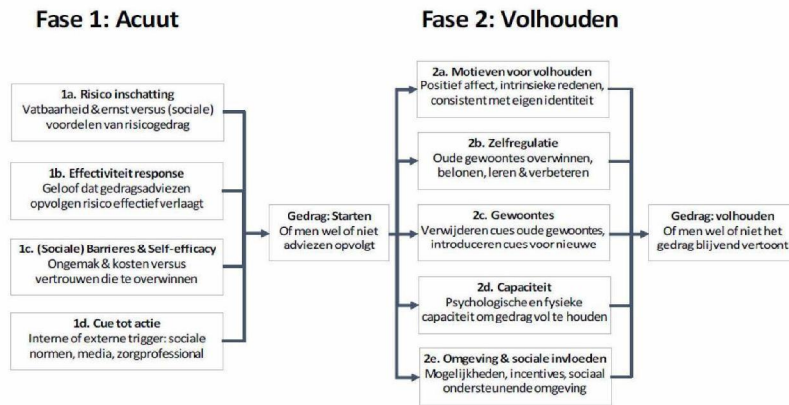 Fase 1: Acuut
1a. Risico inschatting
Vatbaarheid & ernst versus (sociale)
voordelen van risicogedrag
1b. Effectiviteit response
Geloof dat gedragsadviezen
opvolgen risico effectief verlaagt
1c. (Sociale) Barrieres & Self-efficacy
Ongemak & kosten versus
vertrouwen die te overwinnen
1d. Cue tot actie
Interne of externe trigger: sociale
normen, media, zorgprofessional
Gedrag: Starten
Of men wel of niet
adviezen opvolgt
Fase 2: Volhouden
2a. Motieven voor volhouden
Positief affect, intrinsieke redenen,
consistent met eigen identiteit
2b. Zelfregulatie
Oude gewoontes overwinnen,
belonen, leren & verbeteren
2c. Gewoontes
Verwijderen cues oude gewoontes,
introduceren cues voor nieuwe
2d. Capaciteit
Psychologische en fysieke
capaciteit om gedrag vol te houden
2e. Omgeving & sociale invloeden
Mogelijkheden, incentives, sociaal
ondersteunende omgeving
Gedrag: volhouden
Of men wel of niet het
gedrag blijvend vertoont